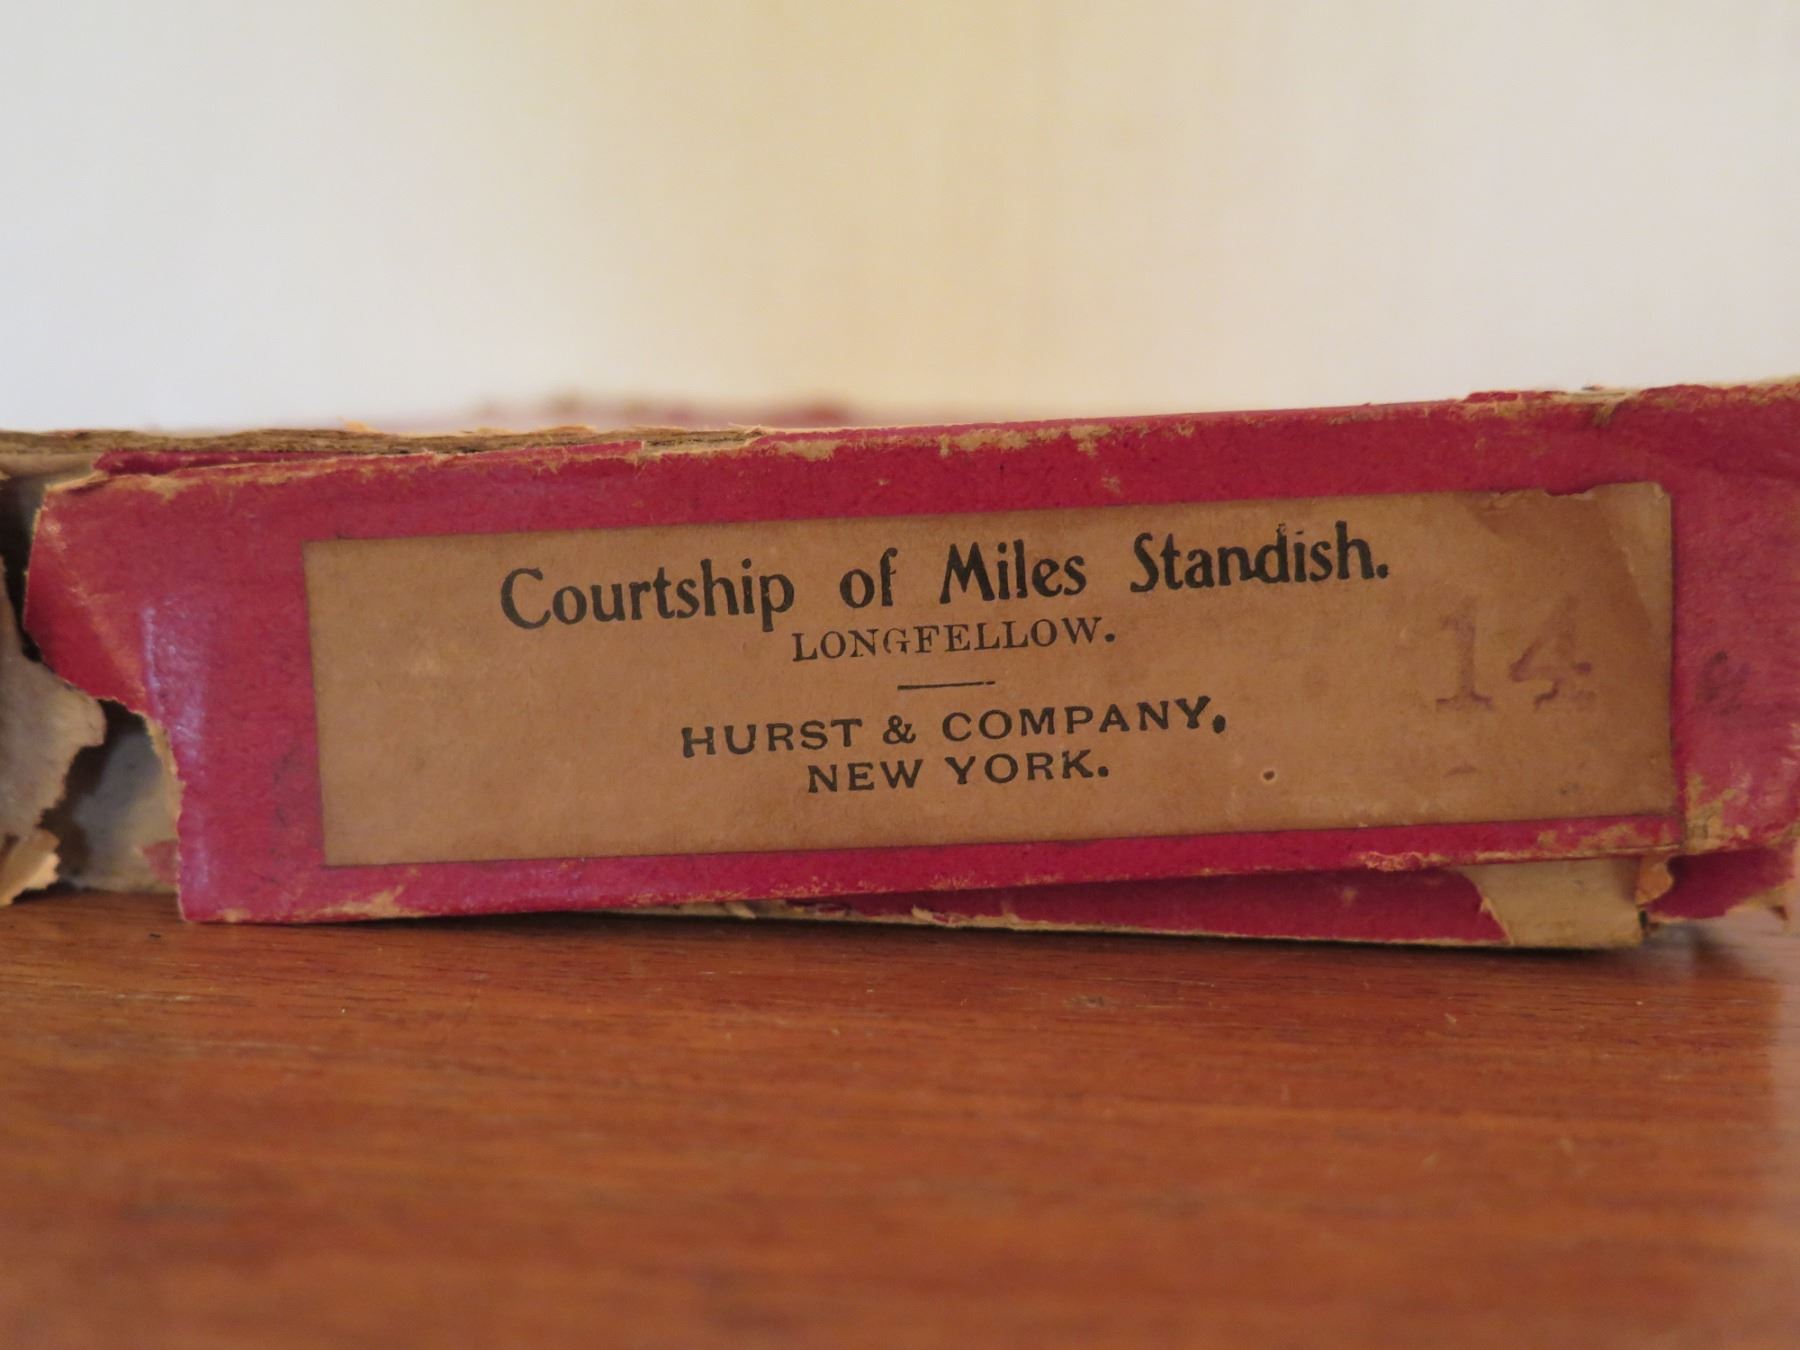 Courtship of Miles Standish.
LONGFELLOW.
HURST & COMPANY,
NEW YORK.
14